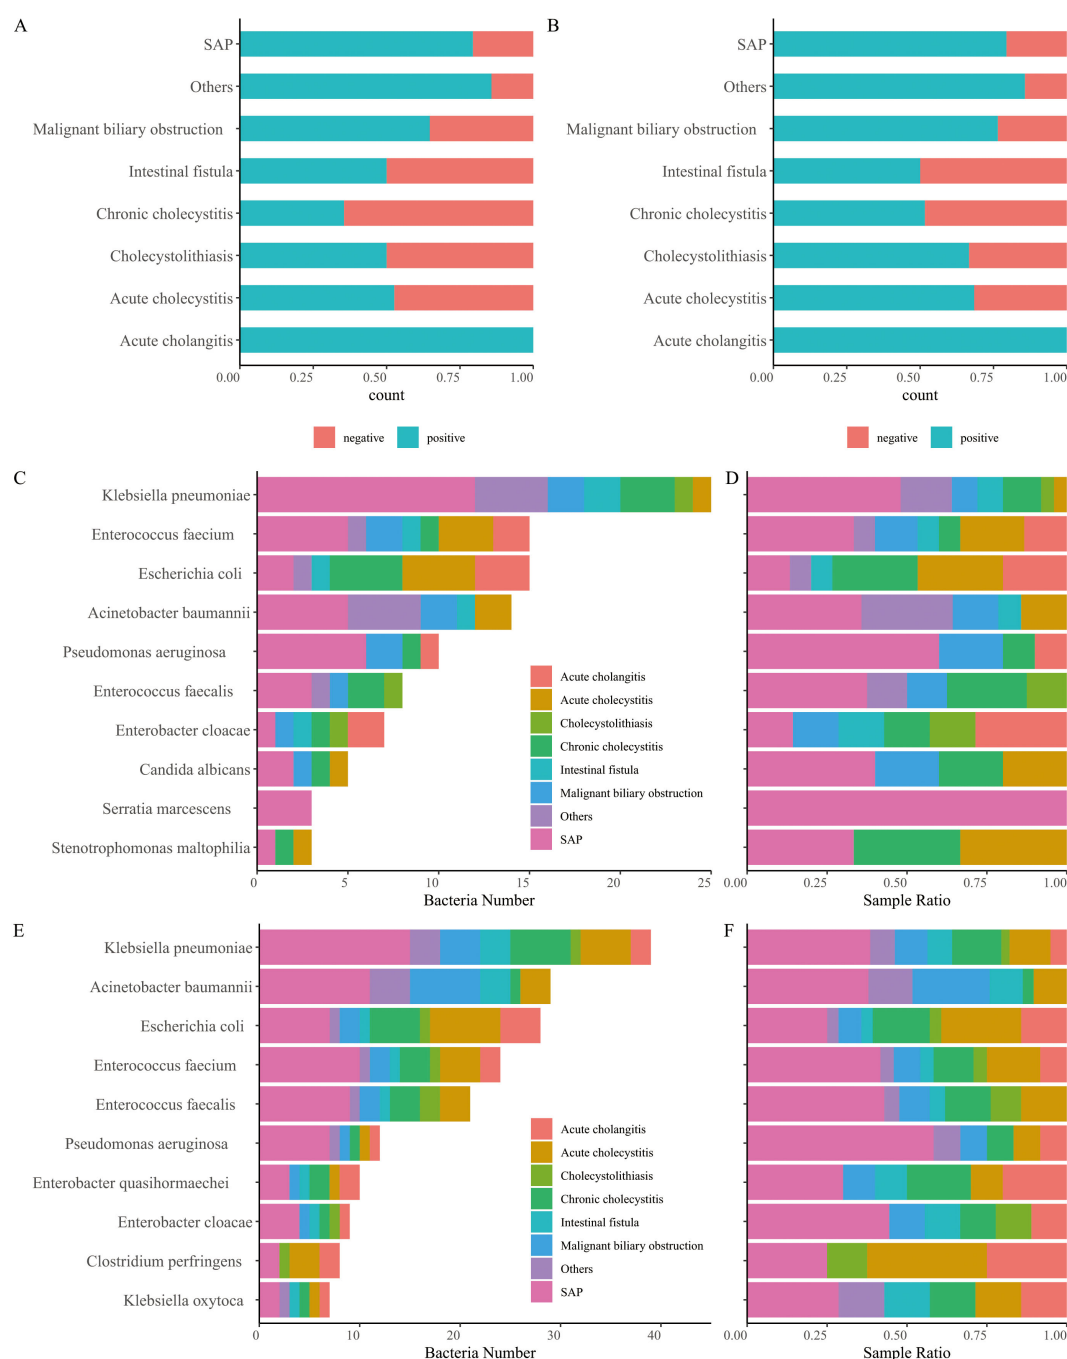 A
SAP
Others
Malignant biliary obstruction
Intestinal fistula
Chronic cholecystitis
Cholecystolithiasis
Acute cholecystitis
Acute cholangitis
0.00 0.25 0.50 0.75 1.00
count
negative positive
B
SAP
Others
Malignant biliary obstruction
Intestinal fistula
Chronic cholecystitis
Cholecystolithiasis
Acute cholecystitis
Acute cholangitis
0.00 0.25 0.50 0.75 1.00
count
negative positive
C
Klebsiella pneumoniae
Enterococcus faecium
Escherichia coli
Acinetobacter baumannii
Pseudomonas aeruginosa
Enterococcus faecalis
Enterobacter cloacae
Candida albicans
Serratia marcescens
Stenotrophomonas maltophilia
Acute cholangitis
Acute cholecystitis
Cholecystolithiasis
Chronic cholecystitis
Intestinal fistula
Malignant biliary obstruction
Others
SAP
0 5 10 15 20 25
Bacteria Number
D
0.00 0.25 0.50 0.75 1.00
Sample Ratio
E
Klebsiella pneumoniae
Acinetobacter baumannii
Escherichia coli
Enterococcus faecium
Enterococcus faecalis
Pseudomonas aeruginosa
Enterobacter quasihormaechei
Enterobacter cloacae
Clostridium perfringens
Klebsiella oxytoca
Acute cholangitis
Acute cholecystitis
Cholecystolithiasis
Chronic cholecystitis
Intestinal fistula
Malignant biliary obstruction
Others
SAP
0 10 20 30 40
Bacteria Number
F
0.00 0.25 0.50 0.75 1.00
Sample Ratio